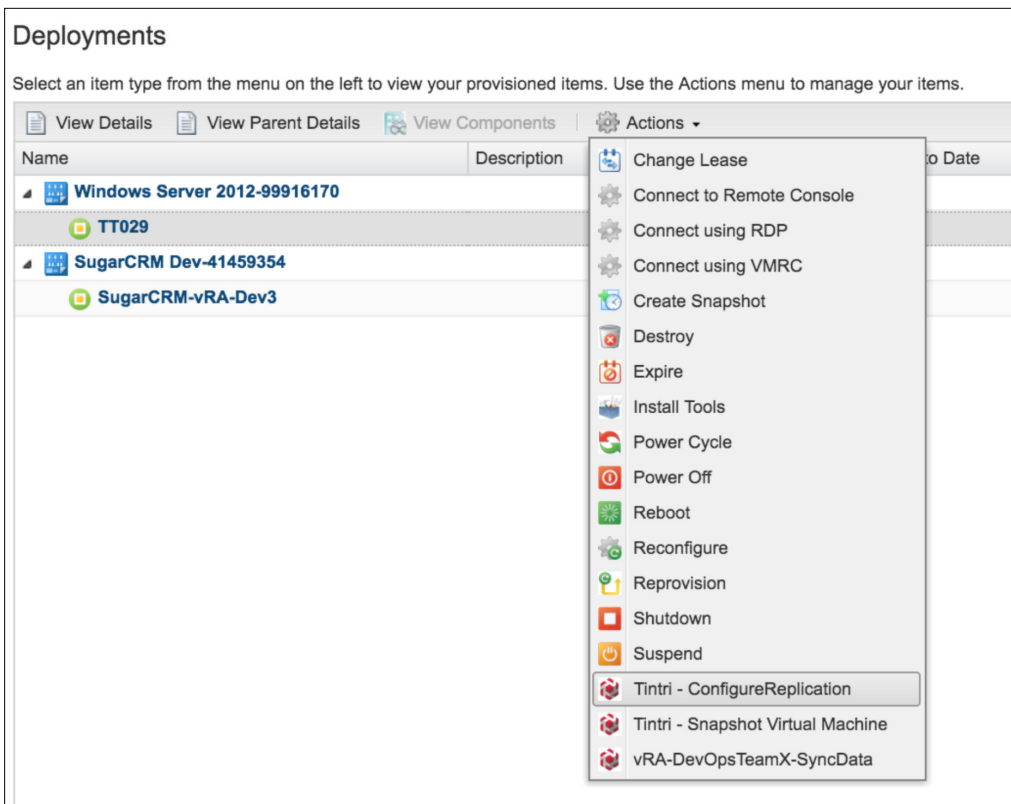 Deployments
Select an item type from the menu on the left to view your provisioned items. Use the Actions menu to manage your items.
View Details View Parent Details View Components Actions
Name Description to Date
Windows Server 2012-99916170
TT029
SugarCRM Dev-41459354
SugarCRM-vRA-Dev3
Change Lease
Connect to Remote Console
Connect using RDP
Connect using VMRC
Create Snapshot
Destroy
Expire
Install Tools
Power Cycle
Power Off
Reboot
Reconfigure
Reprovision
Shutdown
Suspend
Tintri - ConfigureReplication
Tintri - Snapshot Virtual Machine
vRA-DevOpsTeamX-SyncData